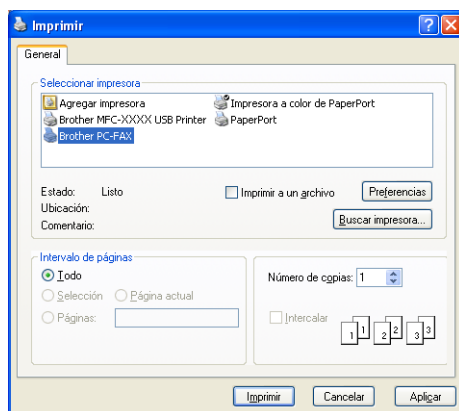 Imprimir
General
Seleccionar impresora
Agregar impresora
Impresora a color de PaperPort
Brother MFC-XXXX USB Printer
PaperPort
Brother PC-FAX
Estado: Listo
Imprimir a un archivo
Preferencias
Ubicación:
Comentario:
Buscar impresora...
Intervalo de páginas
Todo
Selección
Página actual
Páginas:
Número de copias: 1
Intercalar
1 1 2 2 3 3
Imprimir
Cancelar
Aplicar